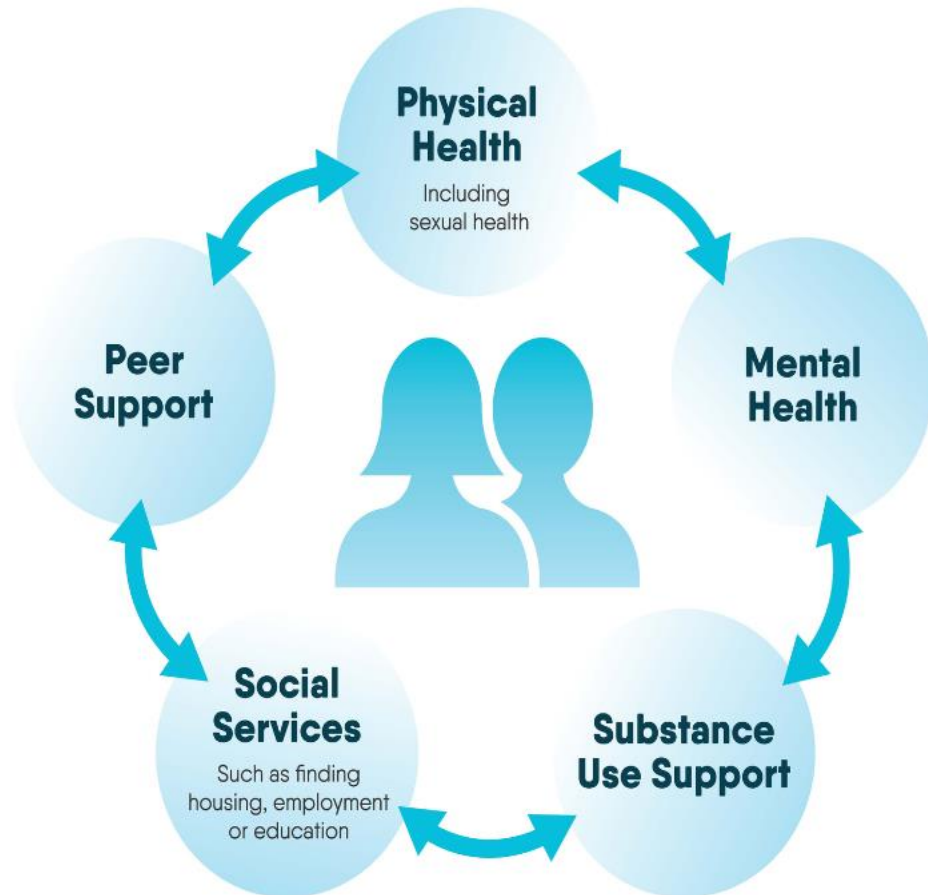 Physical
Health
Including
sexual health
Mental
Health
Substance
Use Support
Social
Services
Such as finding
housing, employment
or education
Peer
Support